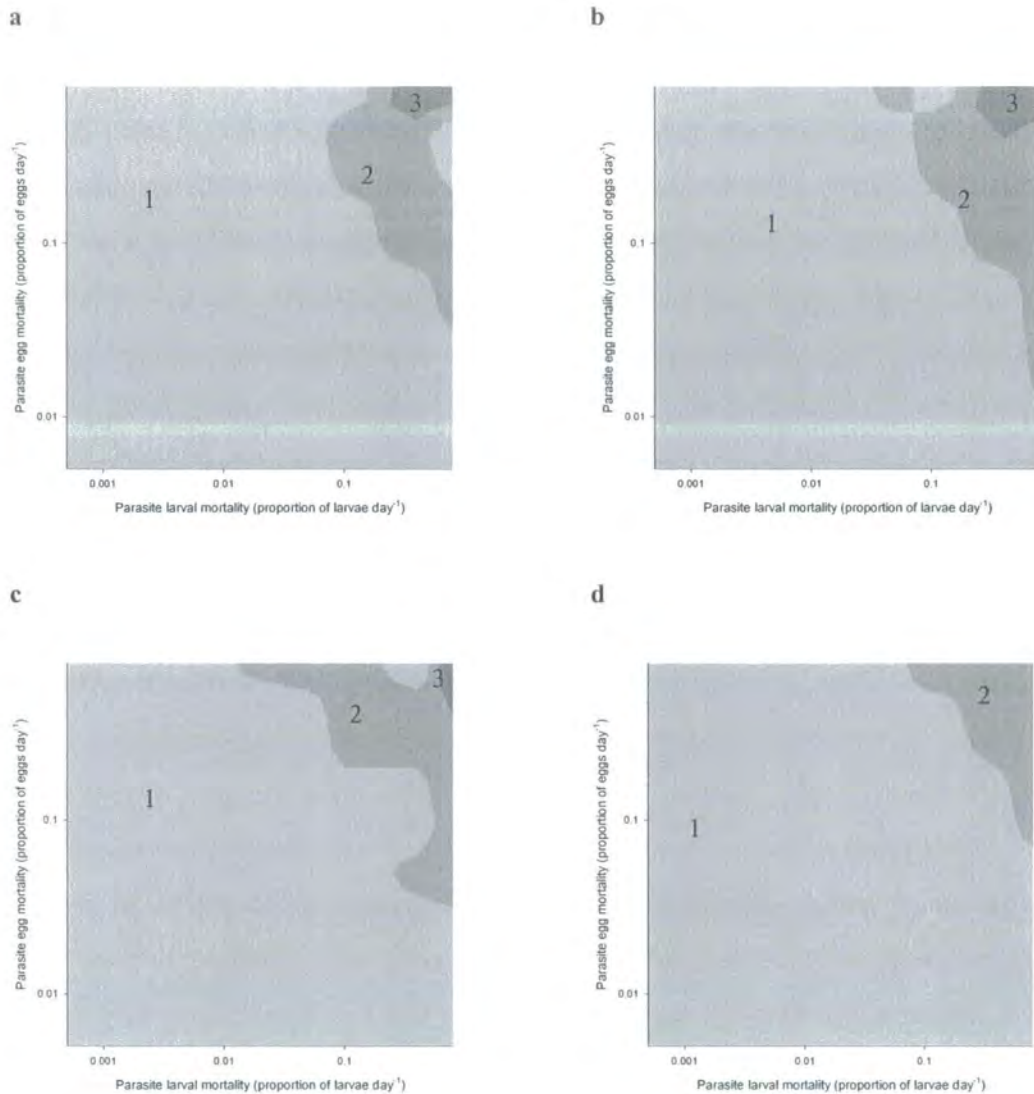 a
b
3
2
1
0.1
0.01
0.001
0.01
0.1
Parasite egg mortality (proportion of eggs day⁻¹)
Parasite larval mortality (proportion of larvae day⁻¹)
3
2
1
0.1
0.01
0.001
0.01
0.1
Parasite egg mortality (proportion of eggs day⁻¹)
Parasite larval mortality (proportion of larvae day⁻¹)
c
d
3
2
1
0.1
0.01
0.001
0.01
0.1
Parasite egg mortality (proportion of eggs day⁻¹)
Parasite larval mortality (proportion of larvae day⁻¹)
2
1
0.1
0.01
0.001
0.01
0.1
Parasite egg mortality (proportion of eggs day⁻¹)
Parasite larval mortality (proportion of larvae day⁻¹)